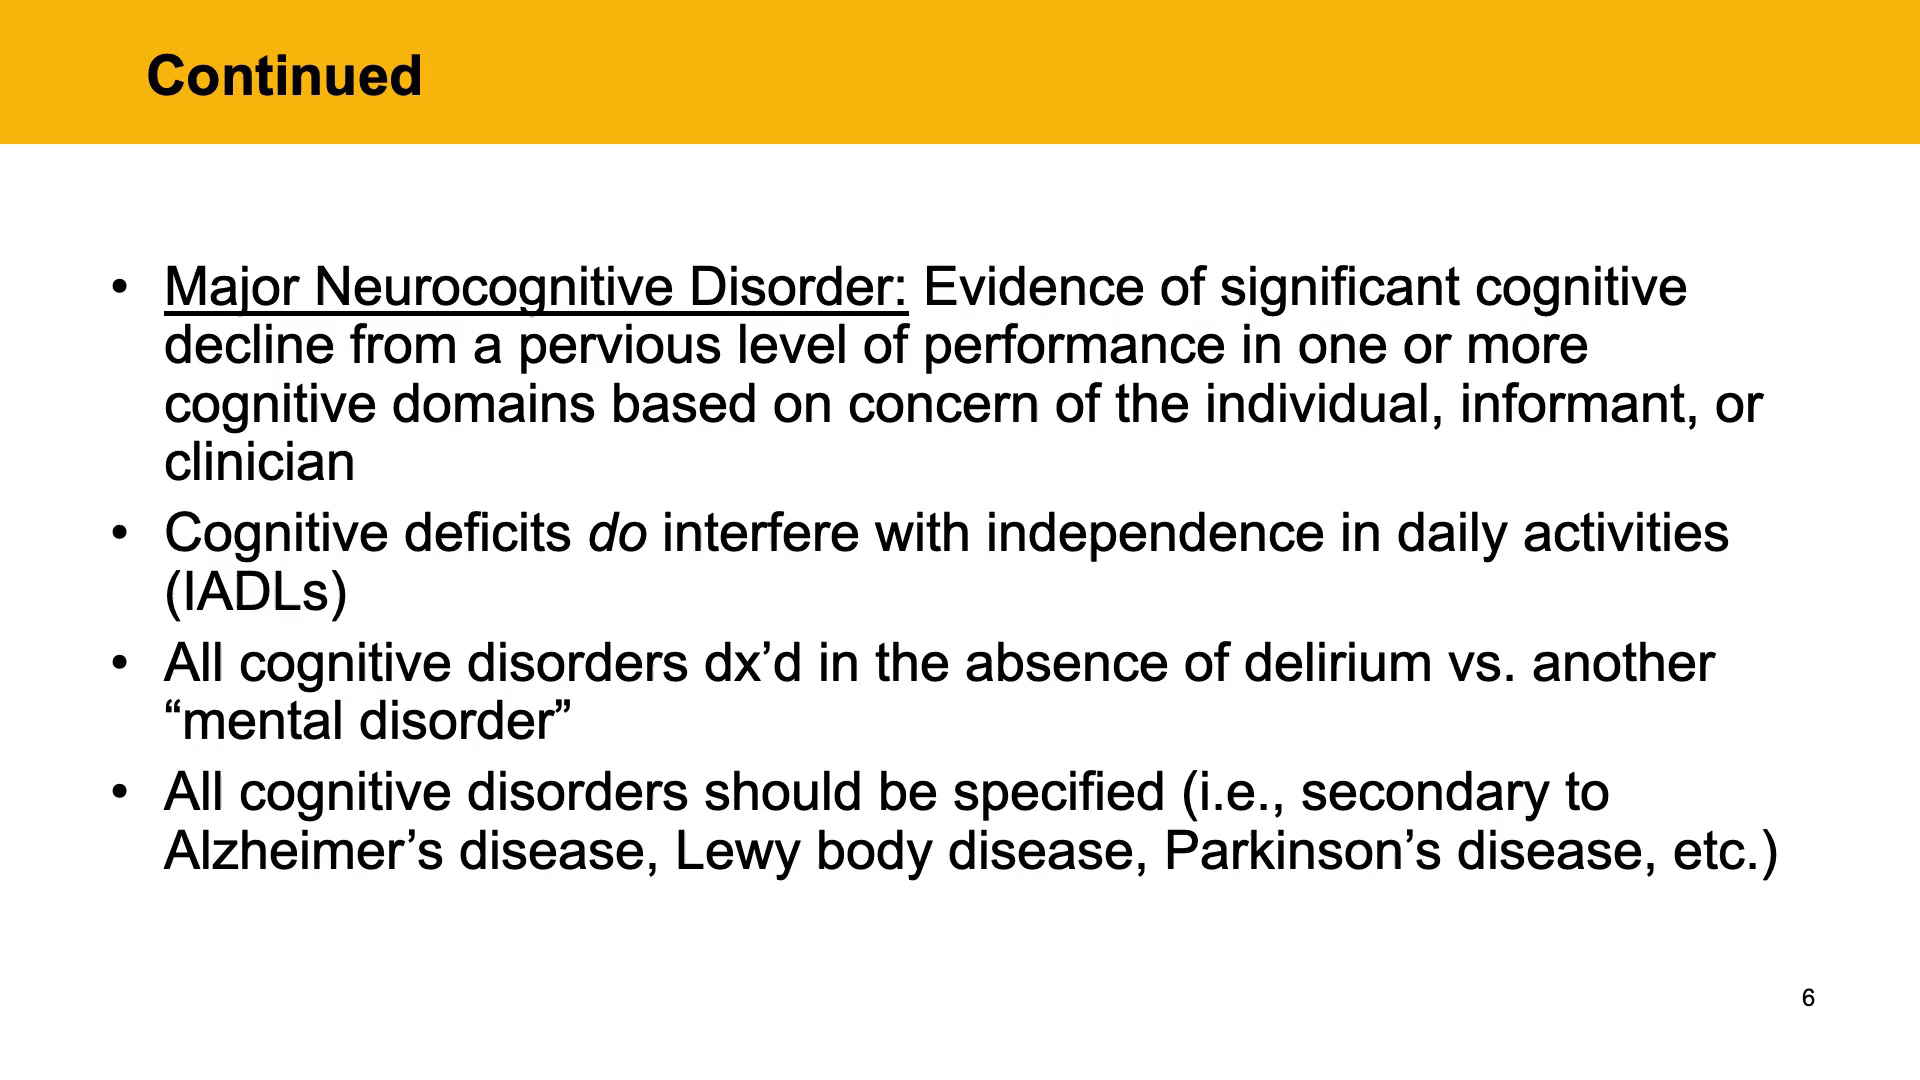 Continued
• Major Neurocognitive Disorder: Evidence of significant cognitive
decline from a pervious level of performance in one or more
cognitive domains based on concern of the individual, informant, or
clinician
• Cognitive deficits do interfere with independence in daily activities
(IADLs)
• All cognitive disorders dx’d in the absence of delirium vs. another
“mental disorder”
• All cognitive disorders should be specified (i.e., secondary to
Alzheimer’s disease, Lewy body disease, Parkinson’s disease, etc.)
6